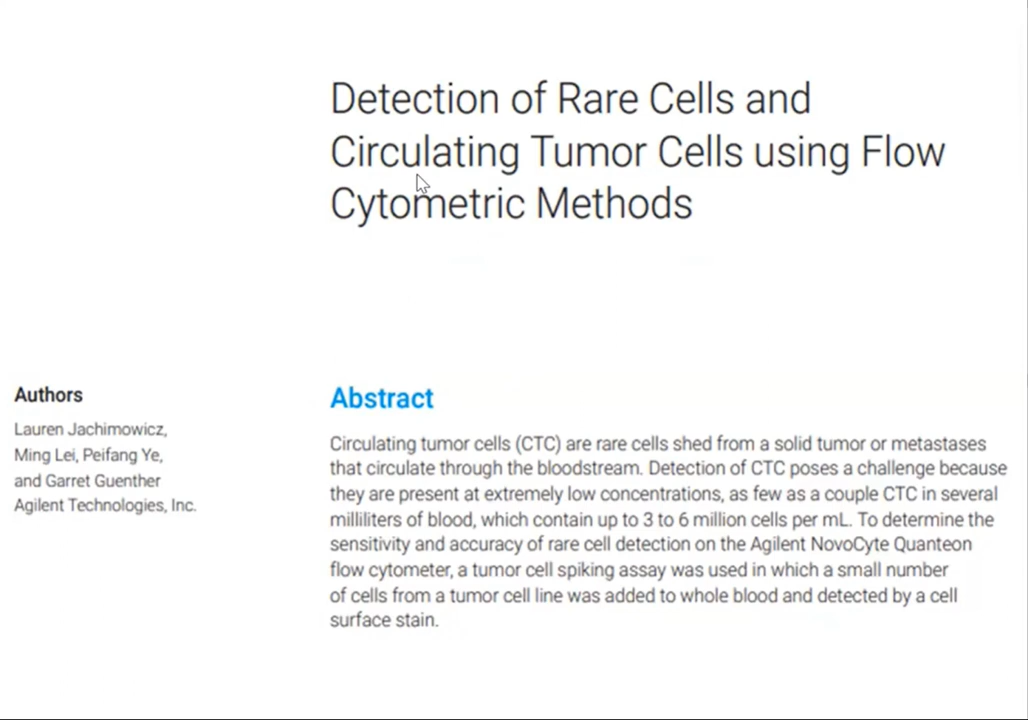 Detection of Rare Cells and
Circulating Tumor Cells using Flow
Cytometric Methods
Authors
Lauren Jachimowicz,
Ming Lei, Peifang Ye,
and Garret Guenther
Agilent Technologies, Inc.
Abstract
Circulating tumor cells (CTC) are rare cells shed from a solid tumor or metastases
that circulate through the bloodstream. Detection of CTC poses a challenge because
they are present at extremely low concentrations, as few as a couple CTC in several
milliliters of blood, which contain up to 3 to 6 million cells per mL. To determine the
sensitivity and accuracy of rare cell detection on the Agilent NovoCyte Quanteon
flow cytometer, a tumor cell spiking assay was used in which a small number
of cells from a tumor cell line was added to whole blood and detected by a cell
surface stain.